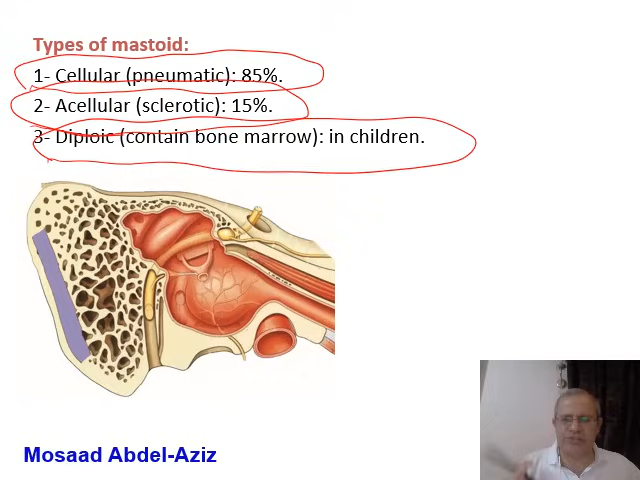 Types of mastoid:
1- Cellular (pneumatic): 85%.
2- Acellular (sclerotic): 15%.
3- Diploic (contain bone marrow): in children.
Mosaad Abdel-Aziz